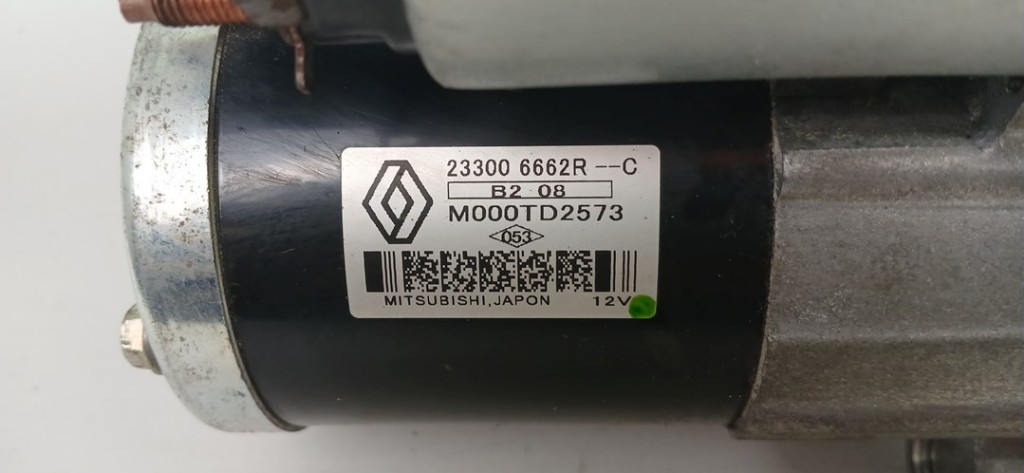 23300 6662R --C
B2 08
M000TD2573
053
MITSUBISHI,JAPON 12V